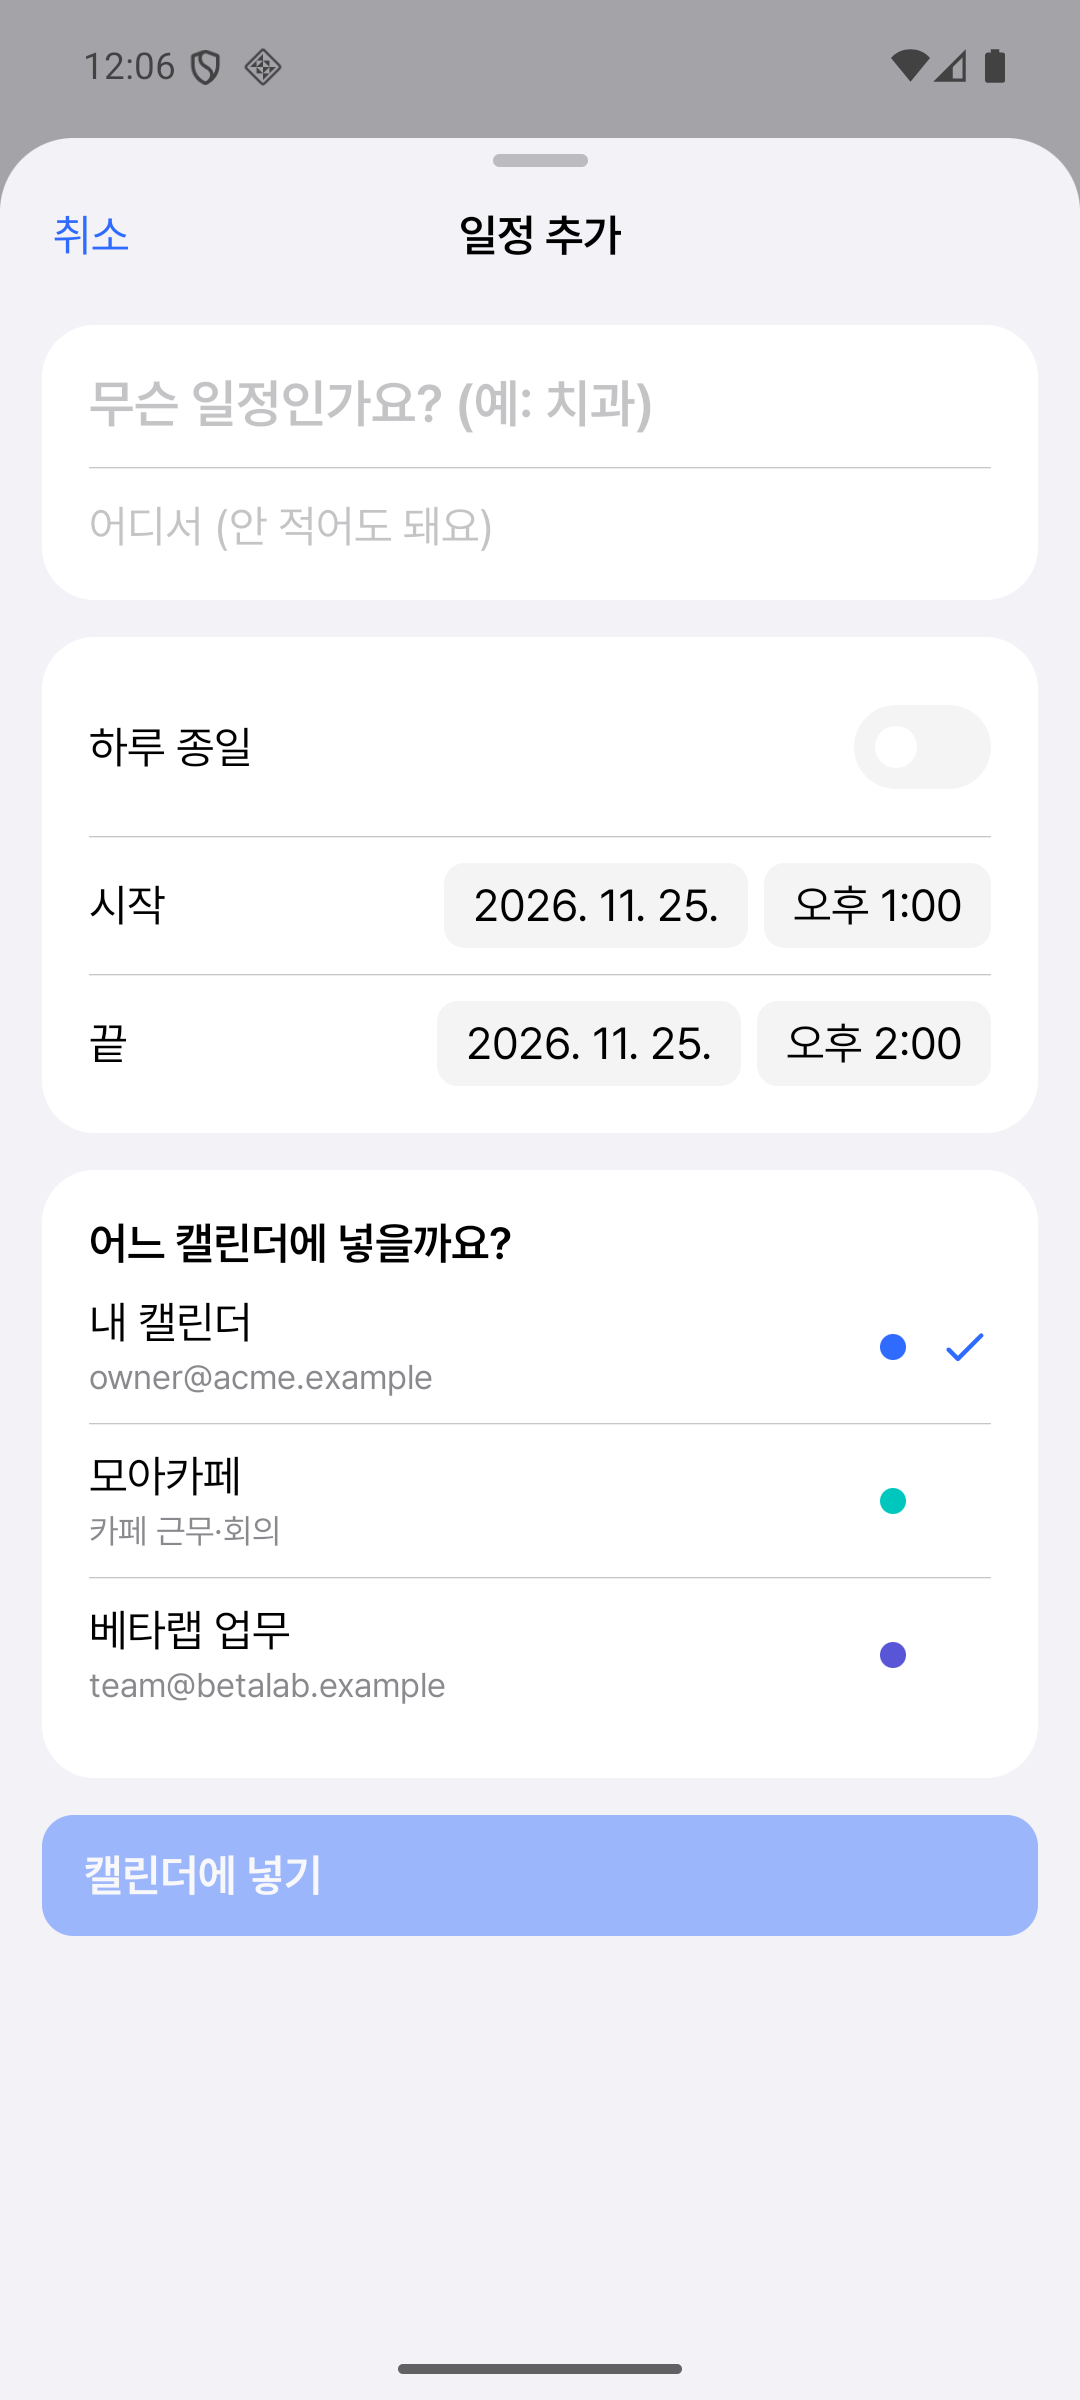 12:06
취소
일정 추가
무슨 일정인가요? (예: 치과)
어디서 (안 적어도 돼요)
하루 종일
시작 2026. 11. 25. 오후 1:00
끝 2026. 11. 25. 오후 2:00
어느 캘린더에 넣을까요?
내 캘린더
owner@acme.example
모아카페
카페 근무·회의
베타랩 업무
team@betalab.example
캘린더에 넣기